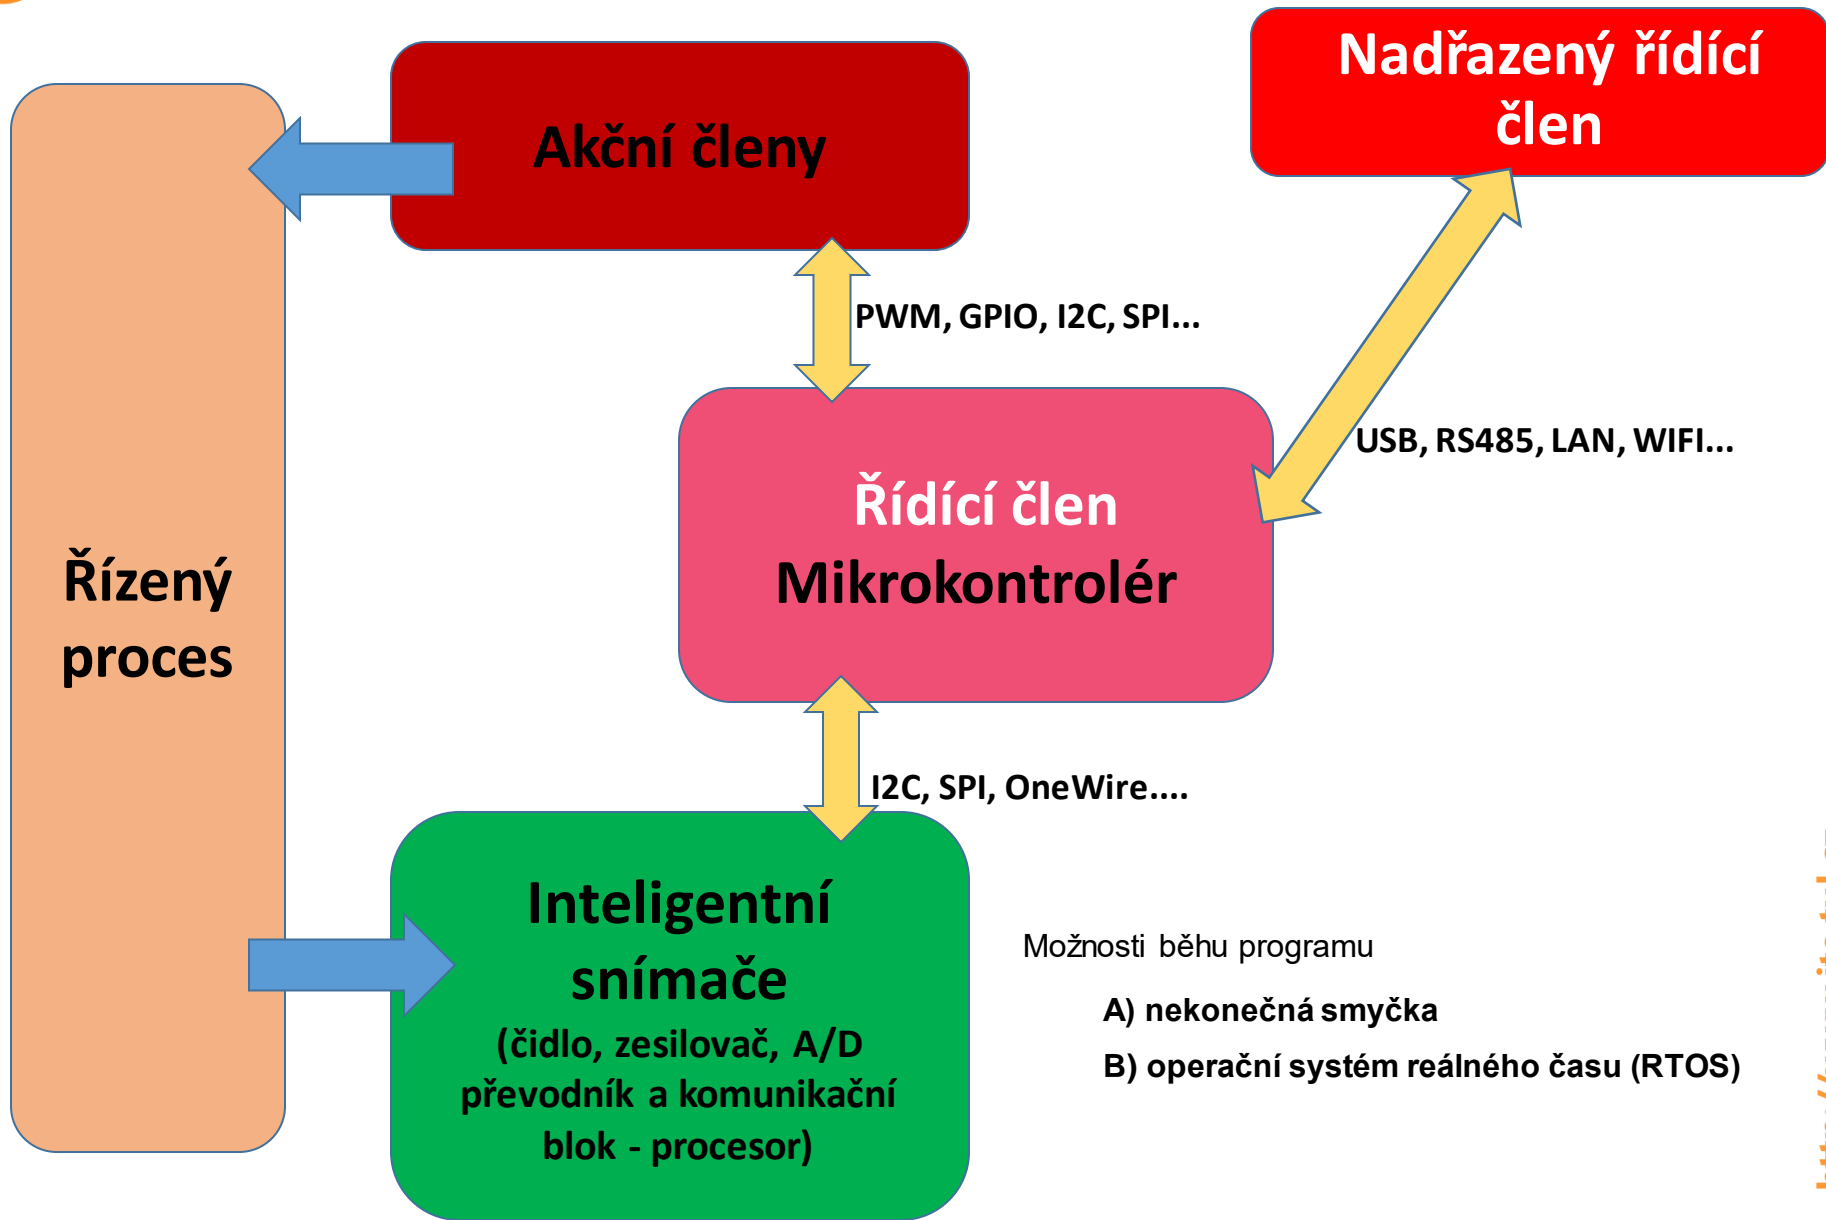 Nadřazený řídící
člen
Akční členy
PWM, GPIO, I2C, SPI...
USB, RS485, LAN, WIFI...
Řídící člen
Mikrokontrolér
Řízený
proces
I2C, SPI, OneWire....
Inteligentní
snímače
(čidlo, zesilovač, A/D
převodník a komunikační
blok - procesor)
Možnosti běhu programu
A) nekonečná smyčka
B) operační systém reálného času (RTOS)